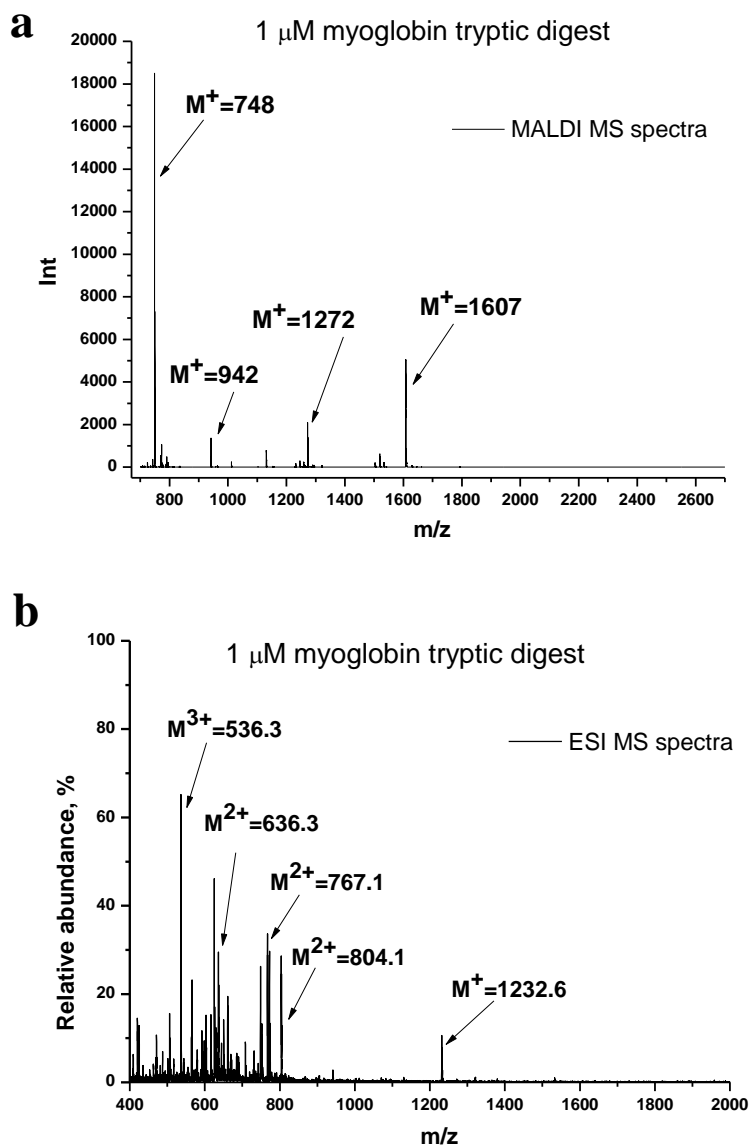 a
1 μM myoglobin tryptic digest
20000
18000
16000
14000
12000
10000
8000
6000
4000
2000
0
Int
M+=748
MALDI MS spectra
M+=942
M+=1272
M+=1607
800 1000 1200 1400 1600 1800 2000 2200 2400 2600
m/z
b
1 μM myoglobin tryptic digest
100
80
60
40
20
0
Relative abundance, %
M3+=536.3
ESI MS spectra
M2+=636.3
M2+=767.1
M2+=804.1
M+=1232.6
400 600 800 1000 1200 1400 1600 1800 2000
m/z